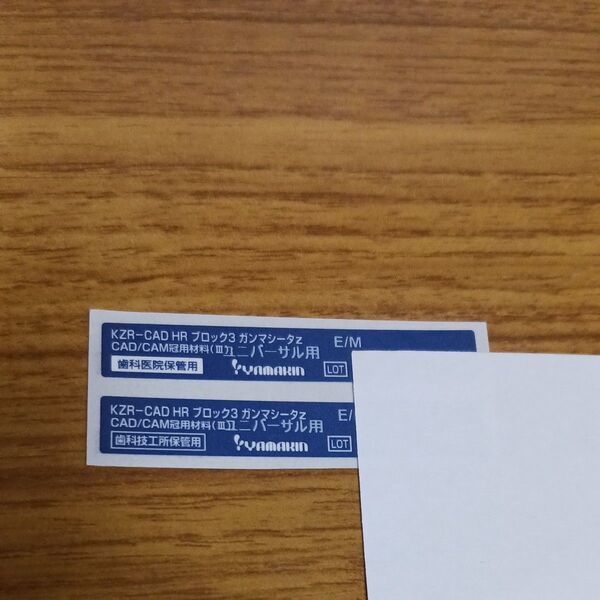 KZR-CAD HR ブロック3 ガンマシータz E/M
CAD/CAM冠用材料(Ⅲ) ユニバーサル用
歯科医院保管用 YAMAKIN LOT
KZR-CAD HR ブロック3 ガンマシータz E/
CAD/CAM冠用材料(Ⅲ) ユニバーサル用
歯科技工所保管用 YAMAKIN LOT